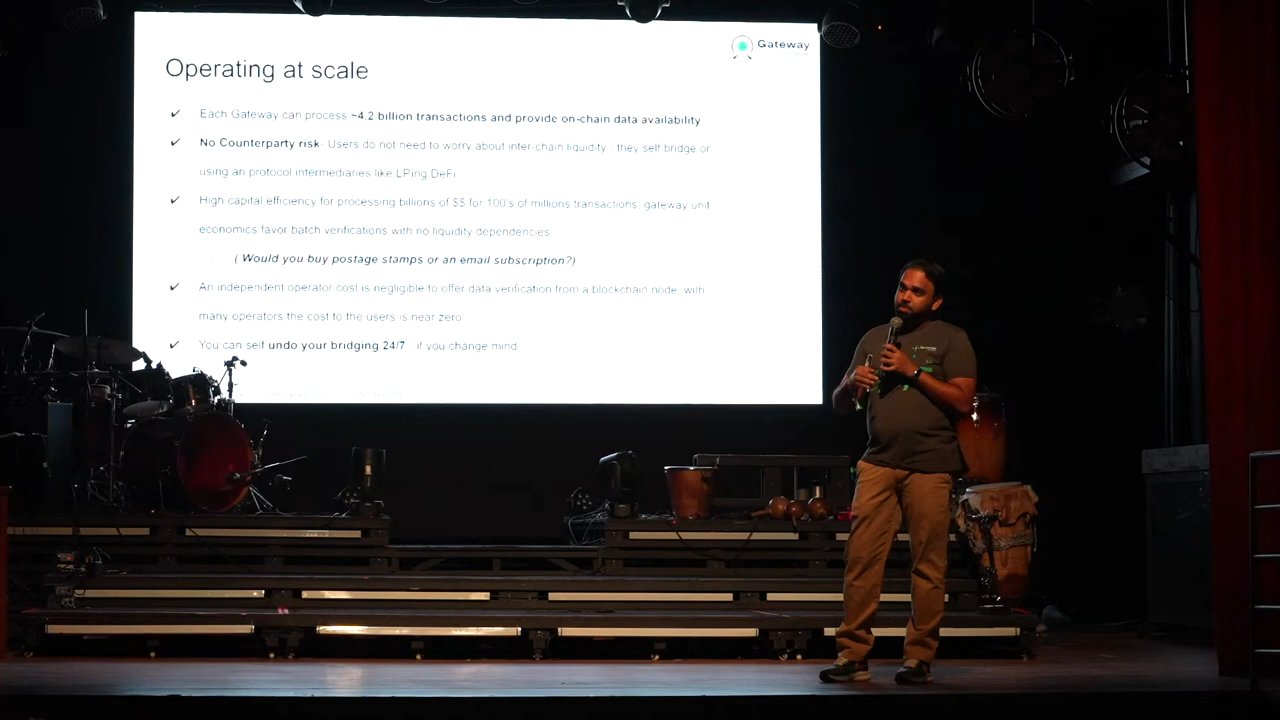 Gateway
Operating at scale
✓ Each Gateway can process ~4.2 billion transactions and provide on-chain data availability
✓ No Counterparty risk- Users do not need to worry about inter-chain liquidity - they self bridge or
using an protocol intermediaries like LPing DeFi
✓ High capital efficiency for processing billions of $$ for 100's of millions transactions, gateway unit
economics favor batch verifications with no liquidity dependencies
( Would you buy postage stamps or an email subscription?)
✓ An independent operator cost is negligible to offer data verification from a blockchain node, with
many operators the cost to the users is near zero
✓ You can self undo your bridging 24/7 - if you change mind